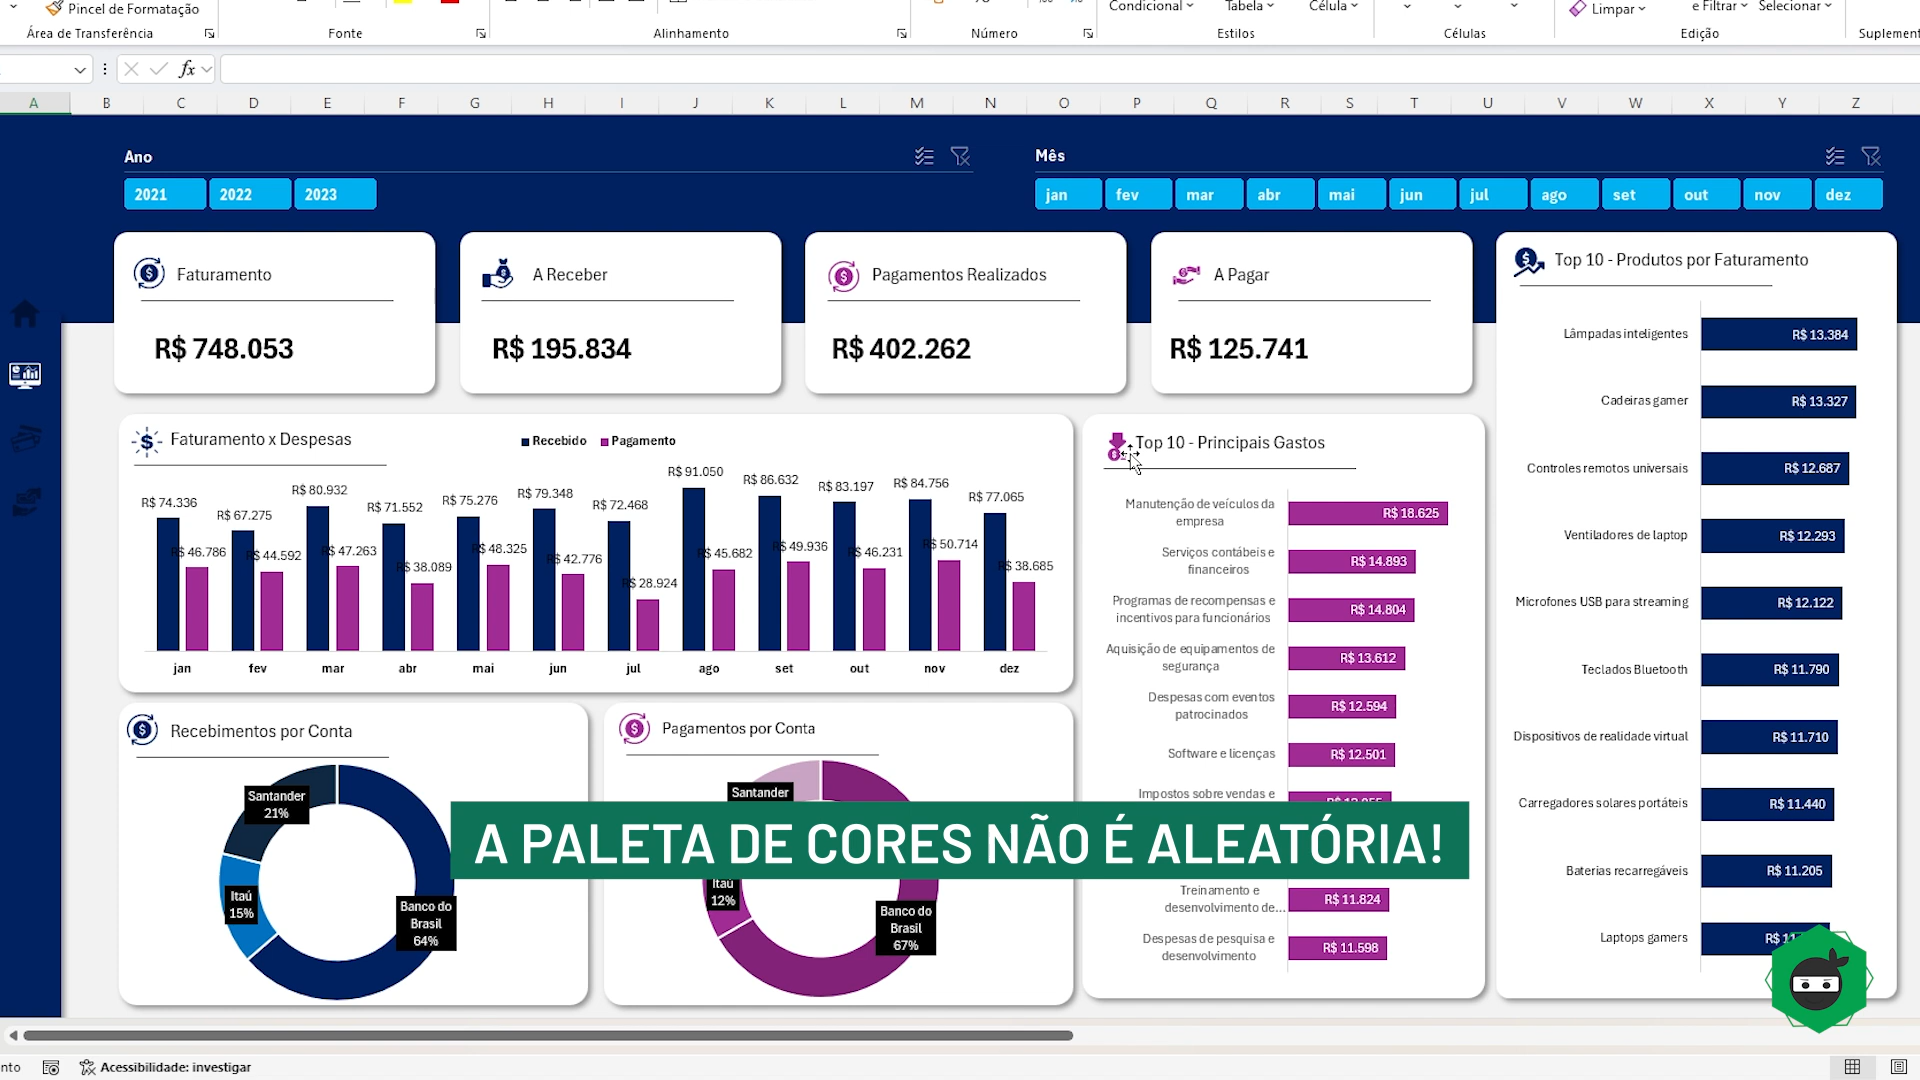 Pincel de Formatação
Condicional
Tabela
Célula
Limpar
e Filtrar
Selecionar
Área de Transferência
Fonte
Alinhamento
Número
Estilos
Células
Edição
Suplement
fx
A B C D E F G H I J K L M N O P Q R S T U V W X Y Z
Ano
2021 2022 2023
Mês
jan fev mar abr mai jun jul ago set out nov dez
Faturamento
R$ 748.053
A Receber
R$ 195.834
Pagamentos Realizados
R$ 402.262
A Pagar
R$ 125.741
Top 10 - Produtos por Faturamento
Lâmpadas inteligentes R$ 13.384
Cadeiras gamer R$ 13.327
Controles remotos universais R$ 12.687
Ventiladores de laptop R$ 12.293
Microfones USB para streaming R$ 12.122
Teclados Bluetooth R$ 11.790
Dispositivos de realidade virtual R$ 11.710
Carregadores solares portáteis R$ 11.440
Baterias recarregáveis R$ 11.205
Laptops gamers
Faturamento x Despesas
Recebido Pagamento
R$ 74.336 R$ 67.275 R$ 80.932 R$ 71.552 R$ 75.276 R$ 79.348 R$ 72.468 R$ 91.050 R$ 86.632 R$ 83.197 R$ 84.756 R$ 77.065
R$ 46.786 R$ 44.592 R$ 47.263 R$ 38.089 R$ 48.325 R$ 42.776 R$ 28.924 R$ 45.682 R$ 49.936 R$ 46.231 R$ 50.714 R$ 38.685
jan fev mar abr mai jun jul ago set out nov dez
Top 10 - Principais Gastos
Manutenção de veículos da
empresa
R$ 18.625
Serviços contábeis e
financeiros
R$ 14.893
Programas de recompensas e
incentivos para funcionários
R$ 14.804
Aquisição de equipamentos de
segurança
R$ 13.612
Despesas com eventos
patrocinados
R$ 12.594
Software e licenças R$ 12.501
Impostos sobre vendas e
Treinamento e
desenvolvimento de...
R$ 11.824
Despesas de pesquisa e
desenvolvimento
R$ 11.598
Recebimentos por Conta
Santander
21%
Itaú
15%
Banco do
Brasil
64%
Pagamentos por Conta
Santander
Itaú
12%
Banco do
Brasil
67%
A PALETA DE CORES NÃO É ALEATÓRIA!
nto
Acessibilidade: investigar